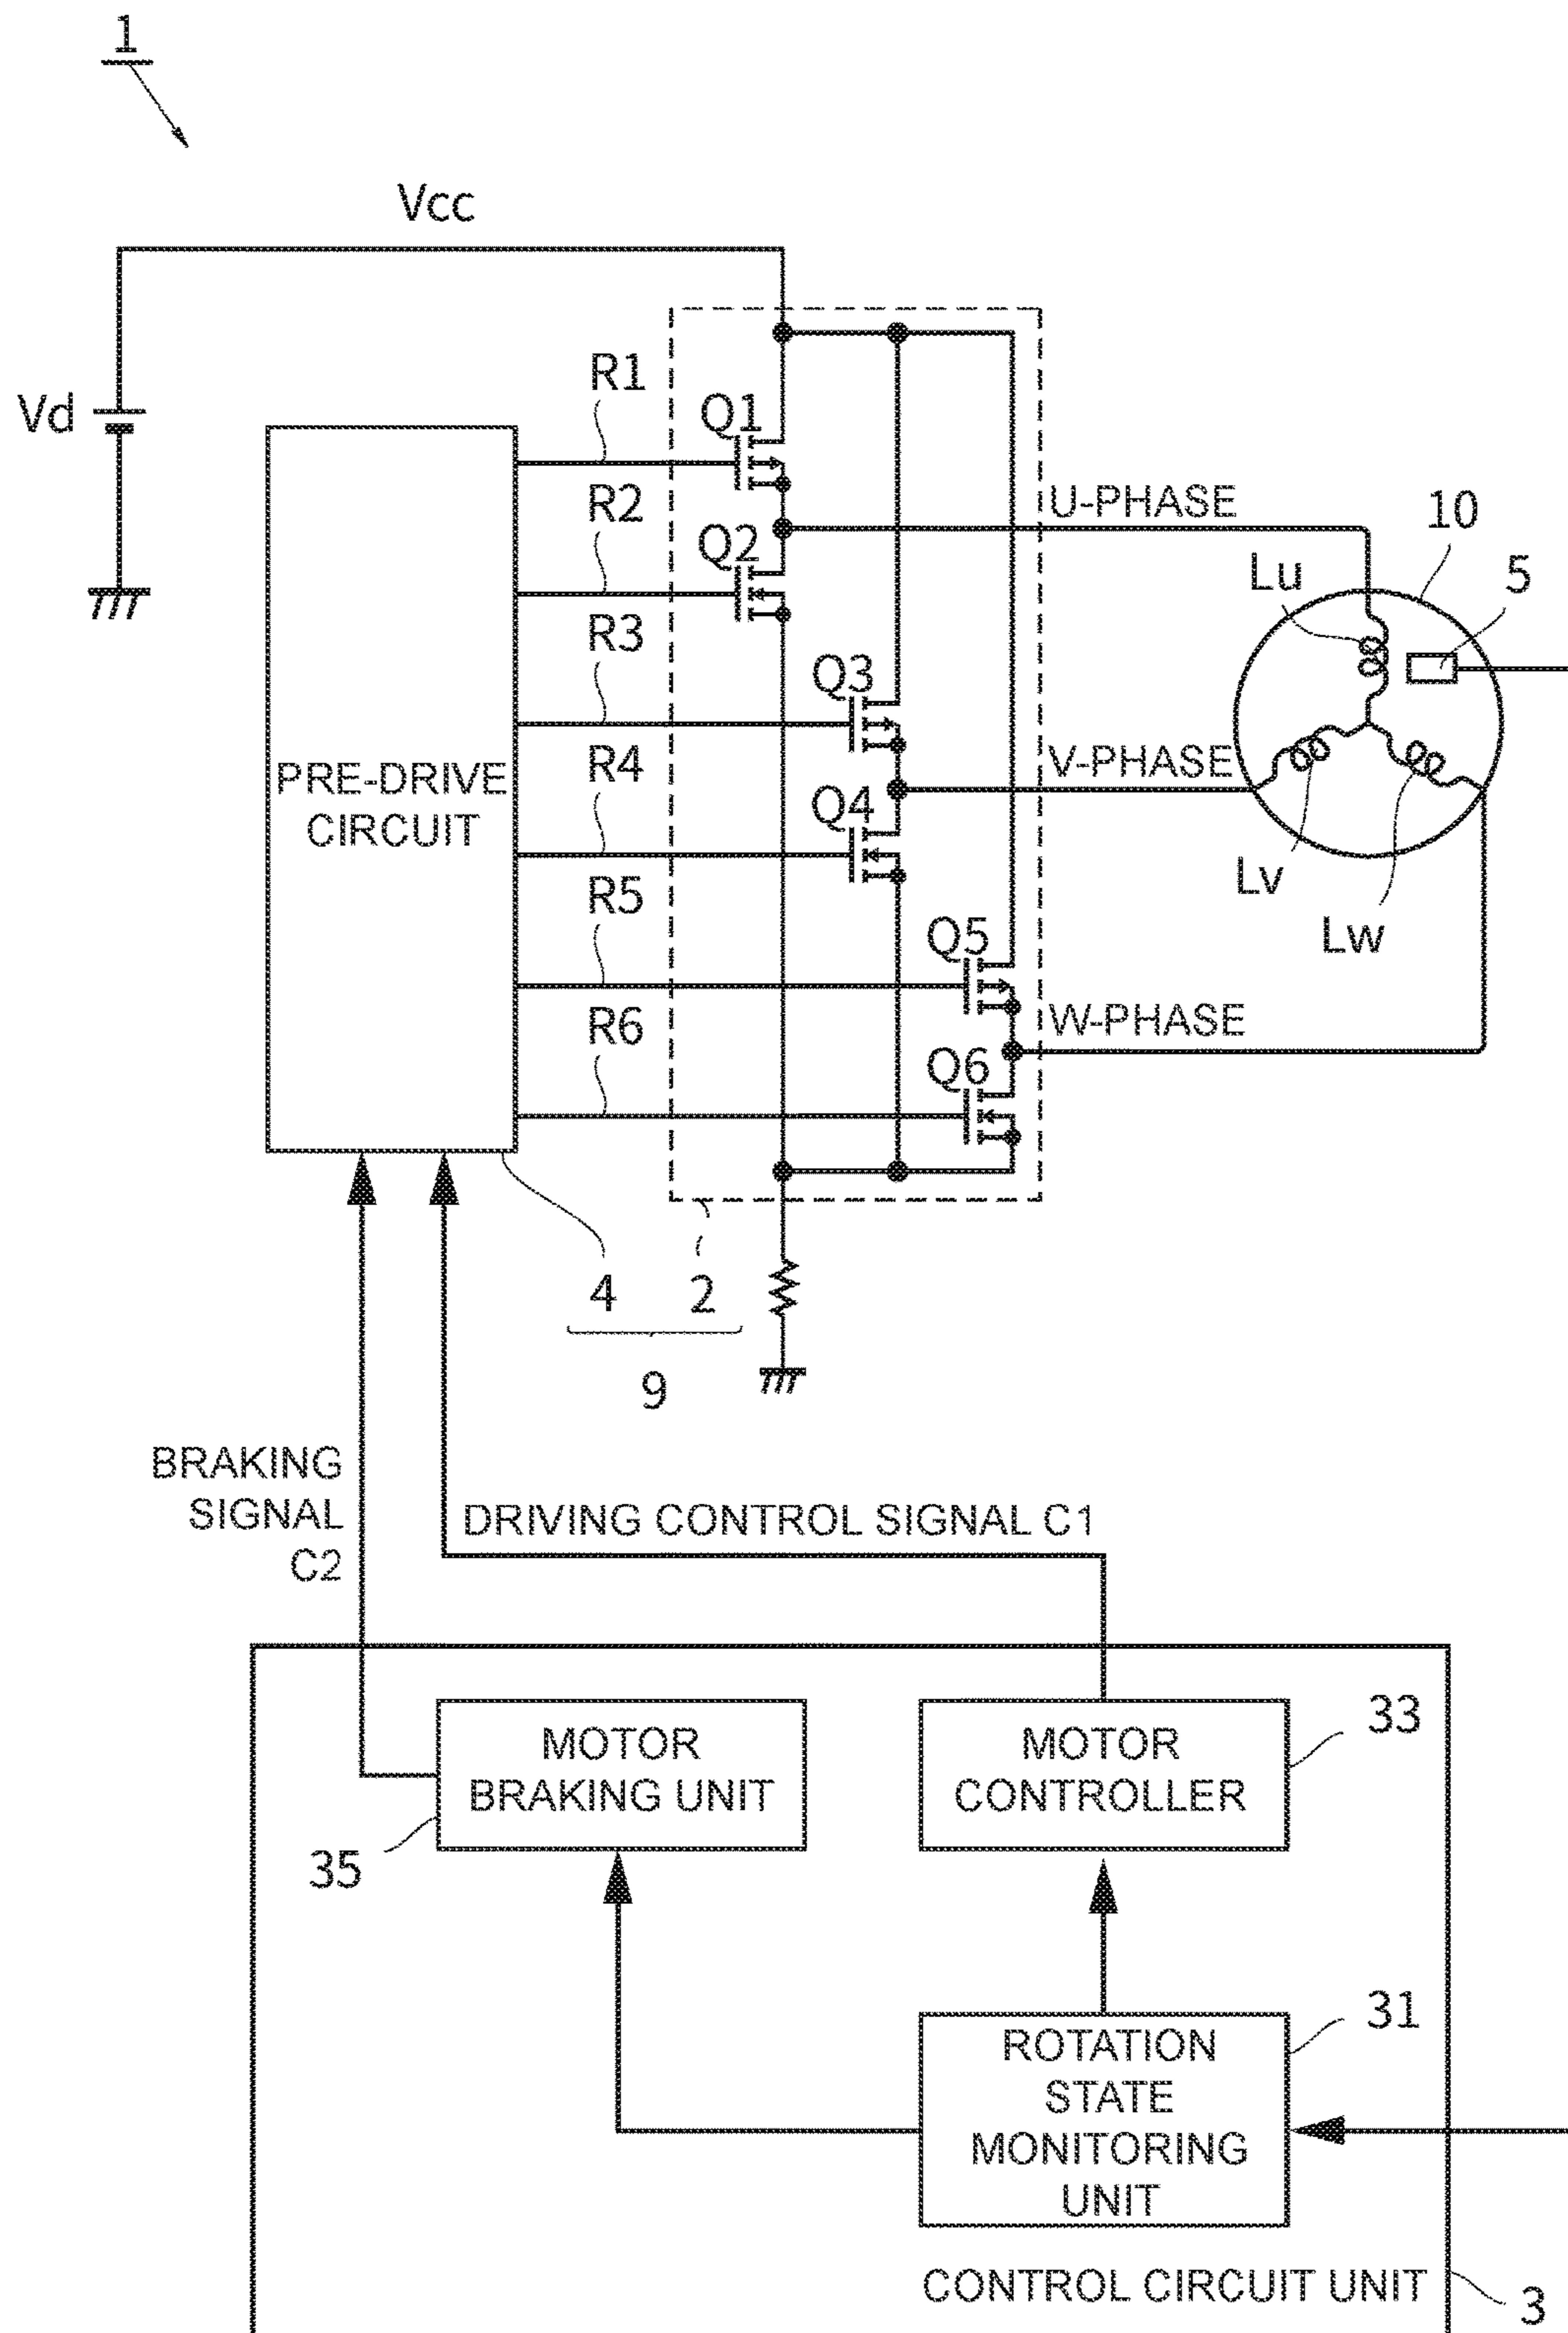 1
Vcc
Vd
R1
Q1
R2
Q2
U-PHASE
10
Lu
5
R3
Q3
PRE-DRIVE
CIRCUIT
R4
Q4
V-PHASE
Lv
Lw
R5
Q5
R6
Q6
W-PHASE
4
2
9
BRAKING
SIGNAL
C2
DRIVING CONTROL SIGNAL C1
MOTOR
BRAKING UNIT
35
MOTOR
CONTROLLER
33
ROTATION
STATE
MONITORING
UNIT
31
CONTROL CIRCUIT UNIT
3